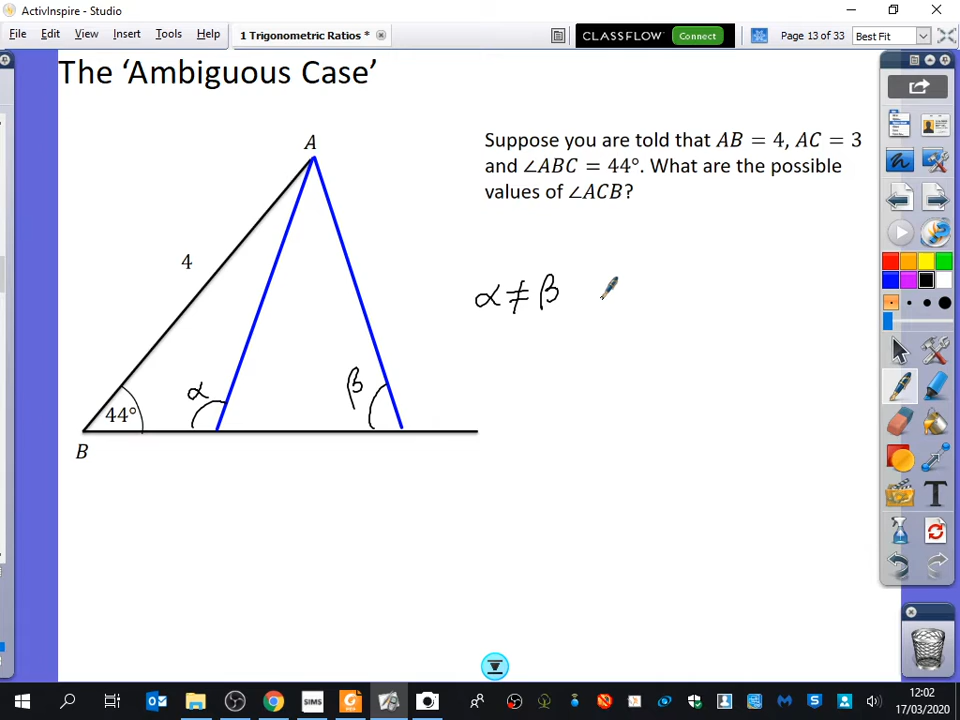 ActivInspire - Studio
File Edit View Insert Tools Help
1 Trigonometric Ratios *
CLASSFLOW Connect
Page 13 of 33
Best Fit
The ‘Ambiguous Case’
A
4
44°
α
β
B
Suppose you are told that AB = 4, AC = 3
and ∠ABC = 44°. What are the possible
values of ∠ACB?
α ≠ β
T
SIMS
12:02
17/03/2020